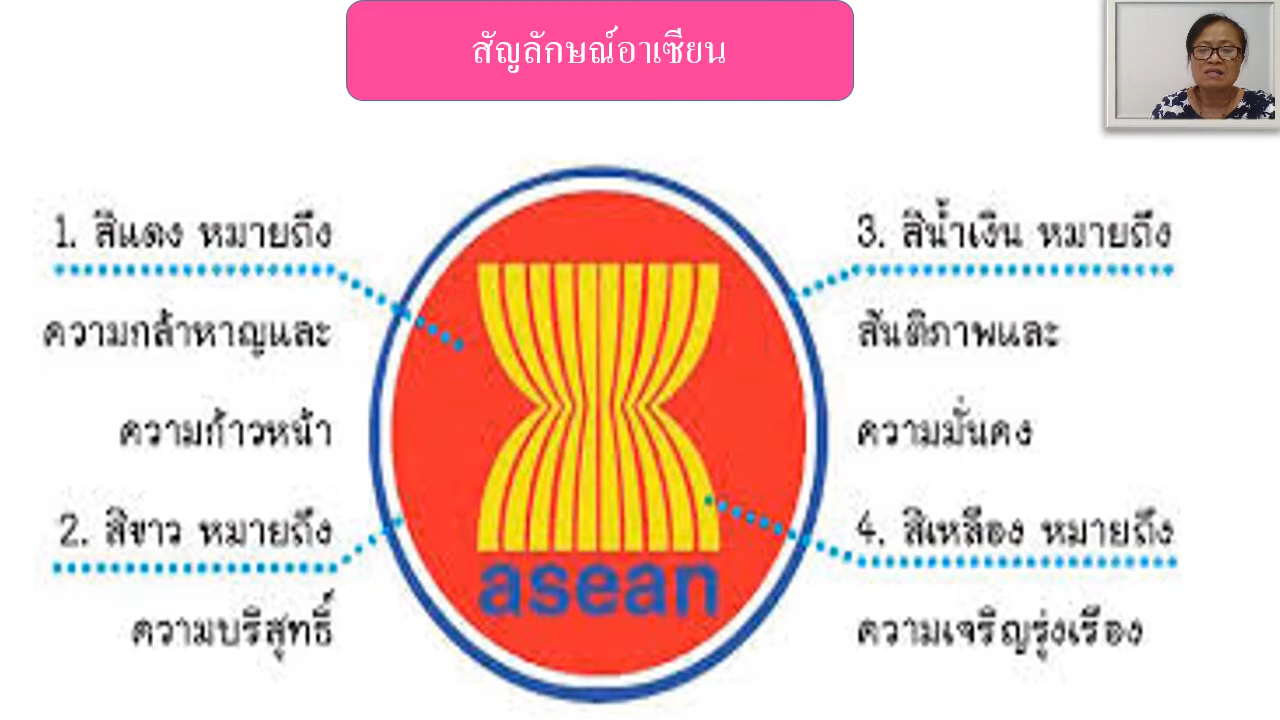 สัญลักษณ์อาเซียน
1. สีแดง หมายถึง
ความกล้าหาญและ
ความก้าวหน้า
2. สีขาว หมายถึง
ความบริสุทธิ์
asean
3. สีน้ำเงิน หมายถึง
สันติภาพและ
ความมั่นคง
4. สีเหลือง หมายถึง
ความเจริญรุ่งเรือง